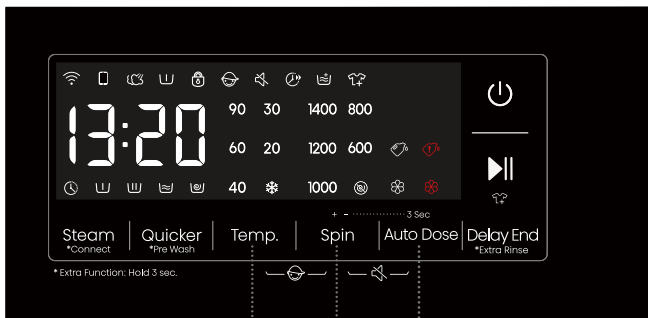 90 30 1400 800
13:20
60 20 1200 600
40 1000
+ - 3 Sec
Steam Quicker Temp. Spin Auto Dose Delay End
*Connect *Pre Wash *Extra Rinse
* Extra Function: Hold 3 sec.